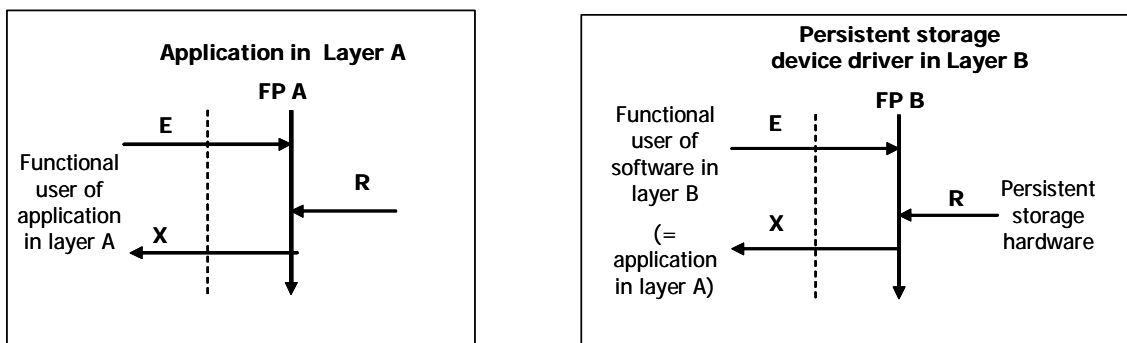 Application in Layer A
FP A
E
Functional
user of
application
in layer A
R
X
Persistent storage
device driver in Layer B
FP B
Functional
user of
software in
layer B
(=
application
in layer A)
E
R
X
Persistent
storage
hardware